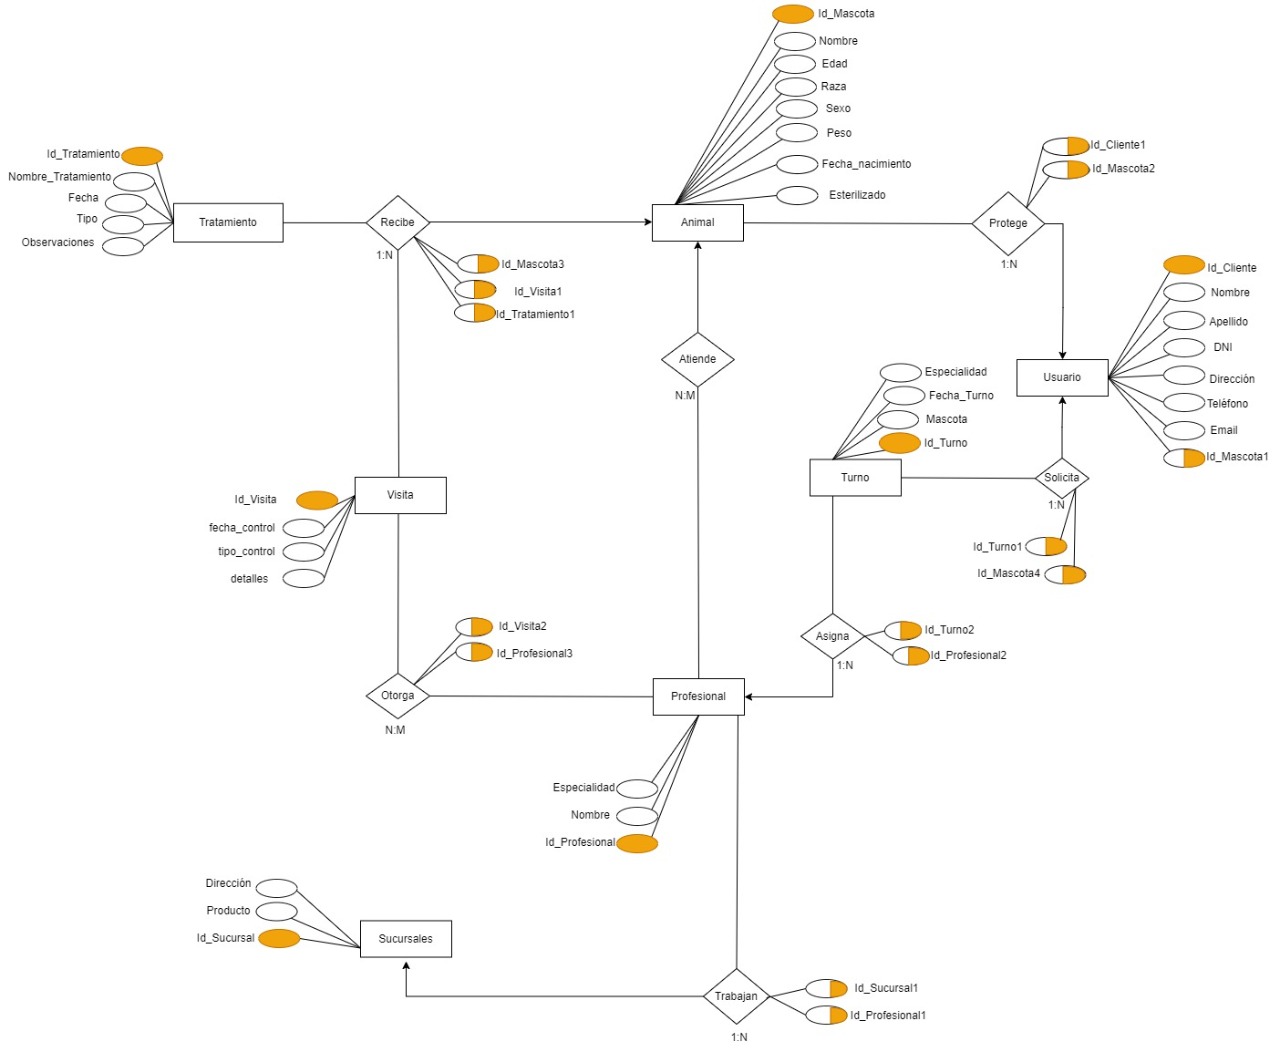 Id_Mascota
Nombre
Edad
Raza
Sexo
Peso
Fecha_nacimiento
Esterilizado
Id_Tratamiento
Nombre_Tratamiento
Fecha
Tipo
Observaciones
Tratamiento
Recibe
1:N
Id_Mascota3
Id_Visita1
Id_Tratamiento1
Animal
Protege
1:N
Id_Cliente1
Id_Mascota2
Id_Cliente
Nombre
Apellido
DNI
Dirección
Teléfono
Email
Id_Mascota1
Usuario
Atiende
N:M
Especialidad
Fecha_Turno
Mascota
Id_Turno
Turno
Solicita
1:N
Id_Turno1
Id_Mascota4
Visita
Id_Visita
fecha_control
tipo_control
detalles
Id_Visita2
Id_Profesional3
Otorga
N:M
Asigna
1:N
Id_Turno2
Id_Profesional2
Profesional
Especialidad
Nombre
Id_Profesional
Dirección
Producto
Id_Sucursal
Sucursales
Trabajan
1:N
Id_Sucursal1
Id_Profesional1